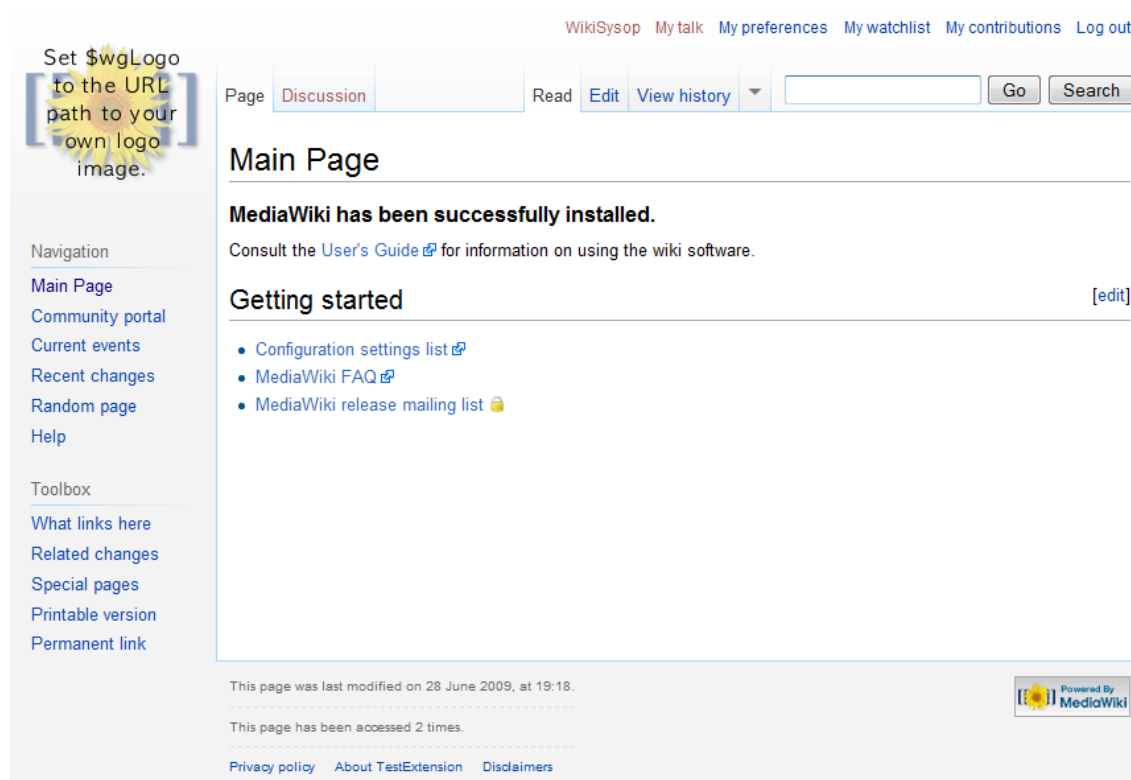 WikiSysop My talk My preferences My watchlist My contributions Log out
Set $wgLogo
to the URL
path to your
own logo
image.
Page Discussion Read Edit View history Go Search
Main Page
MediaWiki has been successfully installed.
Consult the User's Guide for information on using the wiki software.
Getting started [edit]
Configuration settings list
MediaWiki FAQ
MediaWiki release mailing list
Navigation
Main Page
Community portal
Current events
Recent changes
Random page
Help
Toolbox
What links here
Related changes
Special pages
Printable version
Permanent link
This page was last modified on 28 June 2009, at 19:18.
This page has been accessed 2 times.
Privacy policy About TestExtension Disclaimers
Powered By
MediaWiki